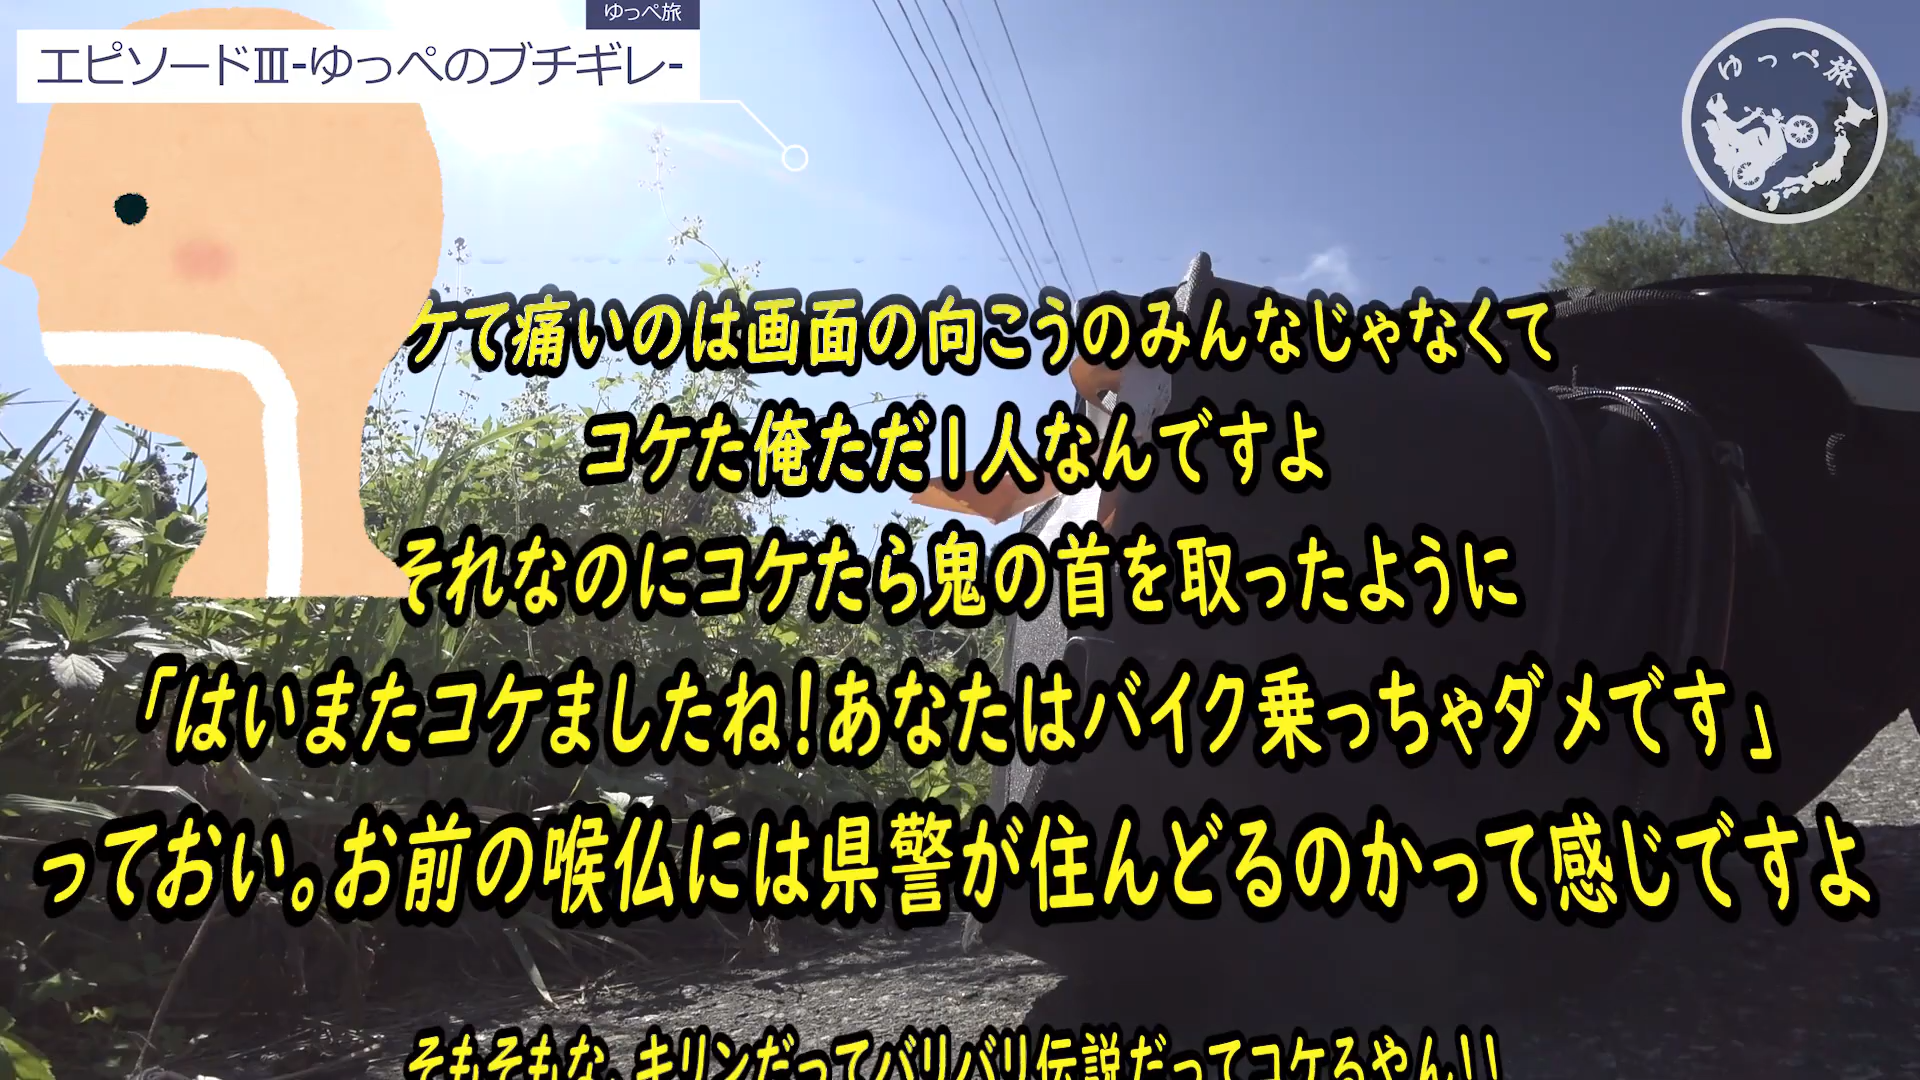 ゆっぺ旅
エピソードⅢ-ゆっぺのブチギレ-
ゆっぺ旅
ケて痛いのは画面の向こうのみんなじゃなくて
コケた俺ただ1人なんですよ
それなのにコケたら鬼の首を取ったように
「はいまたコケましたね！あなたはバイク乗っちゃダメです」
っておい。お前の喉仏には県警が住んどるのかって感じですよ
そもそもな、キリンだってバリバリ伝説だってコケるやん！！